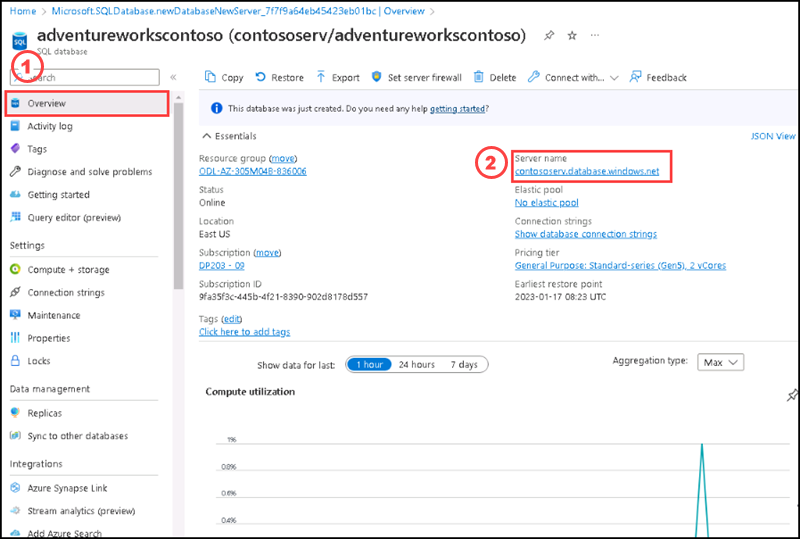 Home > Microsoft.SQLDatabase.newDatabaseNewServer_7f7f9a64eb45423eb01bc | Overview >
SQL
adventureworkscontoso (contososerv/adventureworkscontoso)
SQL database
1
Search
«
Copy
Restore
Export
Set server firewall
Delete
Connect with...
Feedback
Overview
Activity log
Tags
Diagnose and solve problems
Getting started
Query editor (preview)
Settings
Compute + storage
Connection strings
Maintenance
Properties
Locks
Data management
Replicas
Sync to other databases
Integrations
Azure Synapse Link
Stream analytics (preview)
Add Azure Search
This database was just created. Do you need any help getting started?
Essentials
JSON View
Resource group (move)
ODL-AZ-305M04B-836006
Status
Online
Location
East US
Subscription (move)
DP203 - 09
Subscription ID
9fa35f3c-445b-4f21-8390-902d8178d557
Tags (edit)
Click here to add tags
2
Server name
contososerv.database.windows.net
Elastic pool
No elastic pool
Connection strings
Show database connection strings
Pricing tier
General Purpose: Standard-series (Gen5), 2 vCores
Earliest restore point
2023-01-17 08:23 UTC
Show data for last:
1 hour
24 hours
7 days
Aggregation type:
Max
Compute utilization
1%
0.8%
0.6%
0.4%